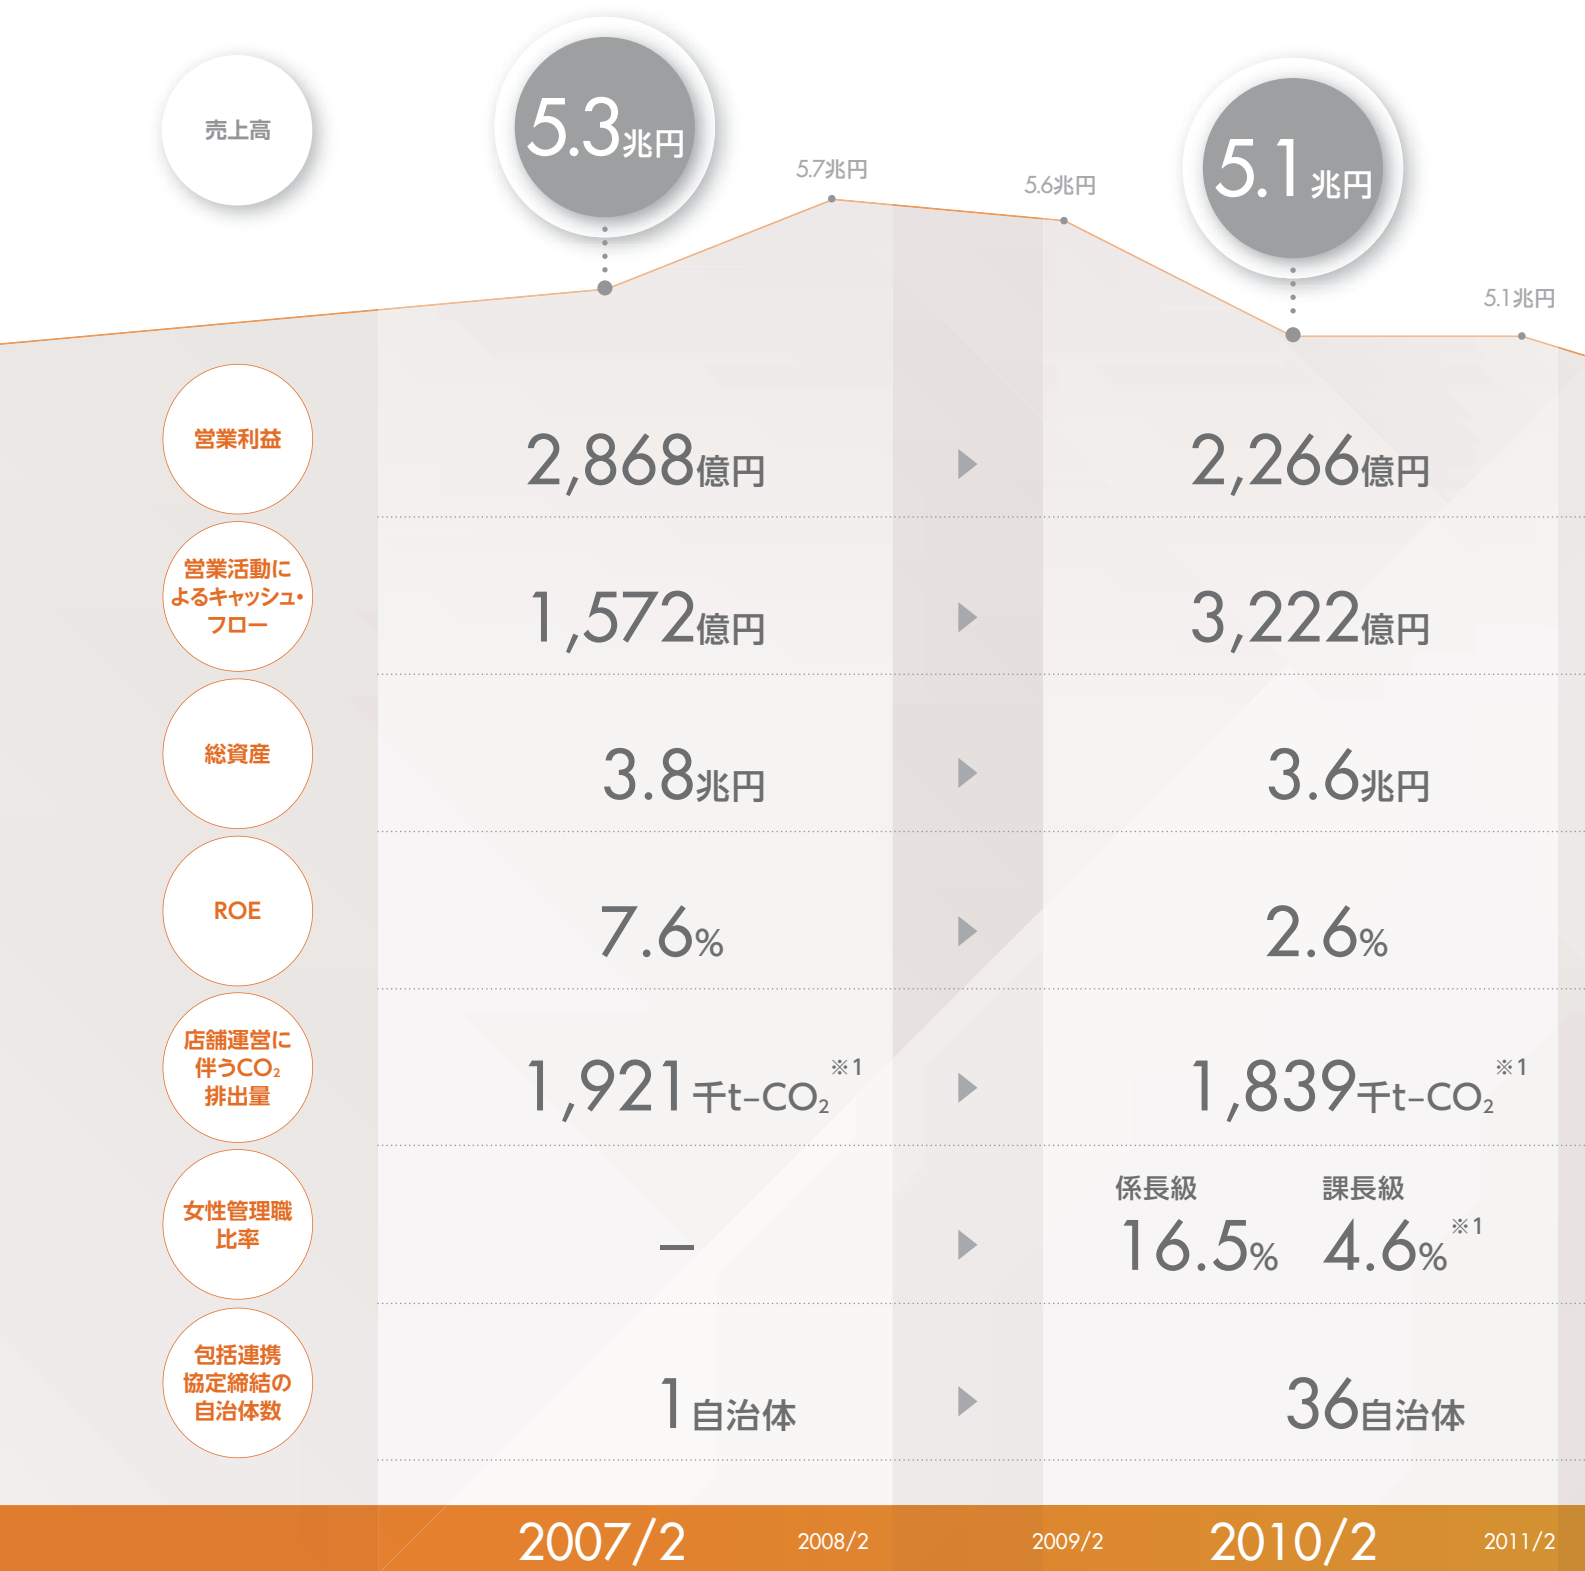 売上高
5.3兆円
5.7兆円
5.6兆円
5.1兆円
5.1兆円
営業利益
2,868億円
2,266億円
営業活動に
よるキャッシュ・
フロー
1,572億円
3,222億円
総資産
3.8兆円
3.6兆円
ROE
7.6%
2.6%
店舗運営に
伴うCO₂
排出量
1,921千t–CO₂※1
1,839千t–CO₂※1
女性管理職
比率
–
係長級 課長級
16.5% 4.6%※1
包括連携
協定締結の
自治体数
1自治体
36自治体
2007/2 2008/2 2009/2 2010/2 2011/2